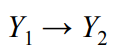 Y₁ → Y₂